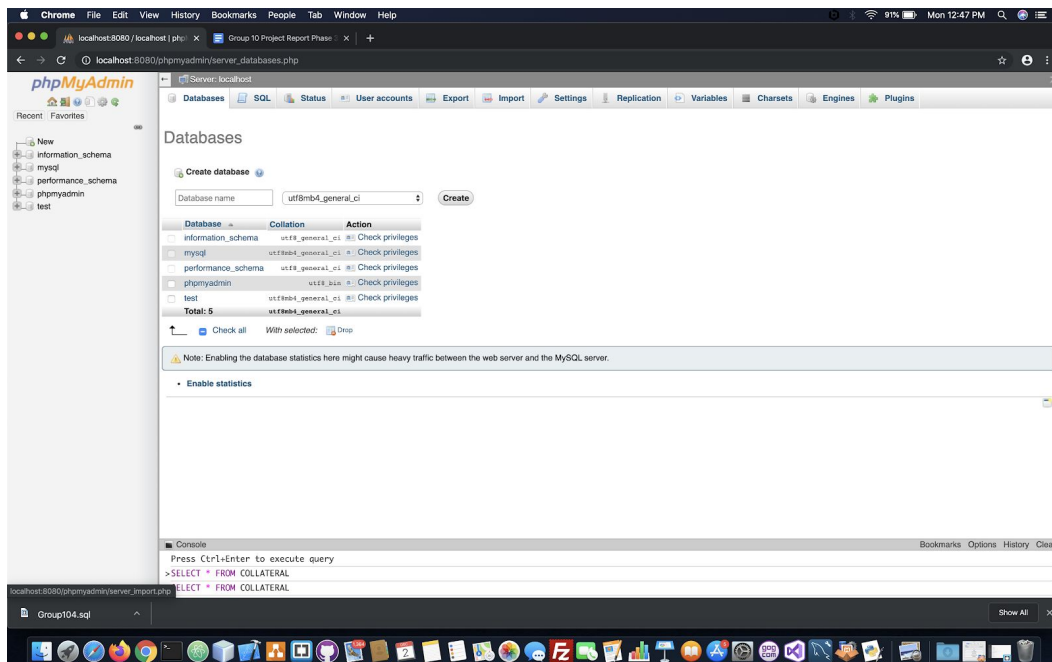 Chrome File Edit View History Bookmarks People Tab Window Help 91% Mon 12:47 PM
localhost:8080 / localhost | php Group 10 Project Report Phase
localhost:8080/phpmyadmin/server_databases.php
phpMyAdmin
Recent Favorites
New
information_schema
mysql
performance_schema
phpmyadmin
test
Server: localhost
Databases SQL Status User accounts Export Import Settings Replication Variables Charsets Engines Plugins
Databases
Create database
Database name utf8mb4_general_ci Create
Database Collation Action
information_schema utf8_general_ci Check privileges
mysql utf8mb4_general_ci Check privileges
performance_schema utf8_general_ci Check privileges
phpmyadmin utf8_bin Check privileges
test utf8mb4_general_ci Check privileges
Total: 5 utf8mb4_general_ci
Check all With selected: Drop
Note: Enabling the database statistics here might cause heavy traffic between the web server and the MySQL server.
Enable statistics
Console Bookmarks Options History Clea
Press Ctrl+Enter to execute query
>SELECT * FROM COLLATERAL
ELECT * FROM COLLATERAL
localhost:8080/phpmyadmin/server_import.php
Group104.sql Show All
2
Fz
gog
com